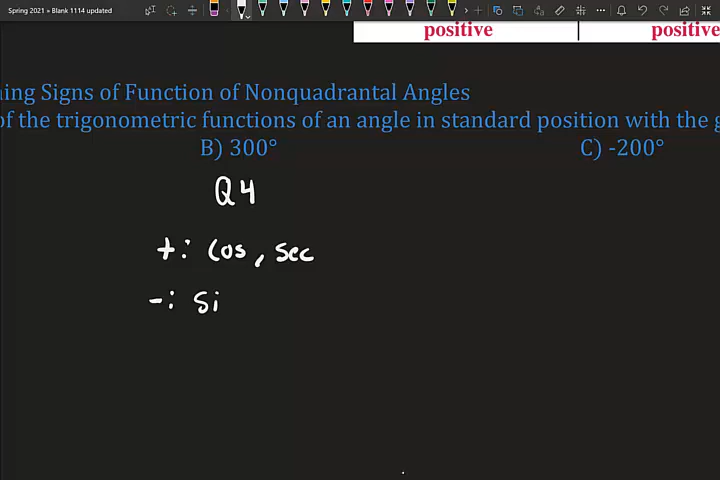 Spring 2021 » Blank 1114 updated
positive positive
ning Signs of Function of Nonquadrantal Angles
of the trigonometric functions of an angle in standard position with the g
B) 300° C) -200°
Q4
+: cos, sec
-: si